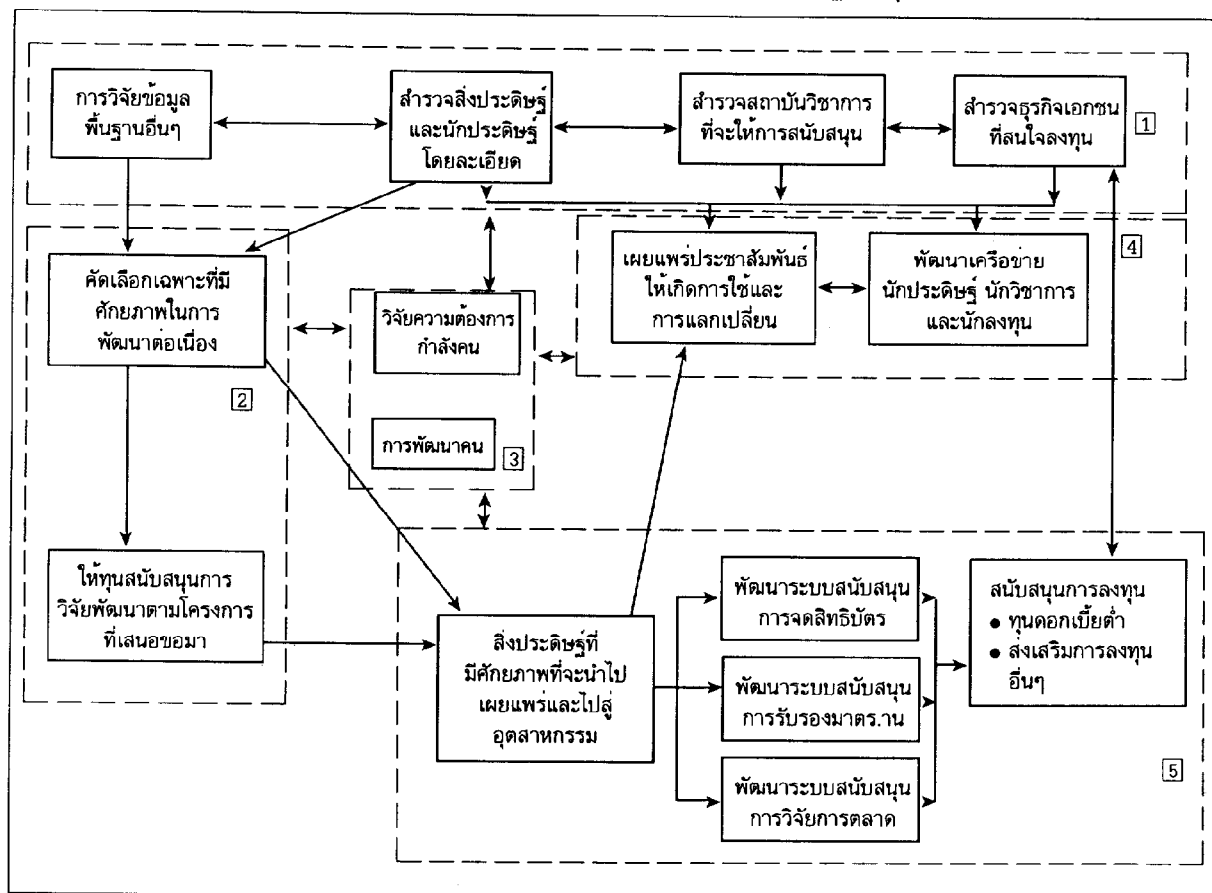 การวิจัยข้อมูล
พื้นฐานอื่นๆ
สำรวจสิ่งประดิษฐ์
และนักประดิษฐ์
โดยละเอียด
สำรวจสถาบันวิชาการ
ที่จะให้การสนับสนุน
สำรวจธุรกิจเอกชน
ที่สนใจลงทุน
1
คัดเลือกเฉพาะที่มี
ศักยภาพในการ
พัฒนาต่อเนื่อง
2
ให้ทุนสนับสนุนการ
วิจัยพัฒนาตามโครงการ
ที่เสนอขอมา
วิจัยความต้องการ
กำลังคน
การพัฒนาคน
3
เผยแพร่ประชาสัมพันธ์
ให้เกิดการใช้และ
การแลกเปลี่ยน
พัฒนาเครือข่าย
นักประดิษฐ์ นักวิชาการ
และนักลงทุน
4
สิ่งประดิษฐ์ที่
มีศักยภาพที่จะนำไป
เผยแพร่และไปสู่
อุตสาหกรรม
พัฒนาระบบสนับสนุน
การจดสิทธิบัตร
พัฒนาระบบสนับสนุน
การรับรองมาตร.าน
พัฒนาระบบสนับสนุน
การวิจัยการตลาด
สนับสนุนการลงทุน
● ทุนดอกเบี้ยต่ำ
● ส่งเสริมการลงทุน
อื่นๆ
5